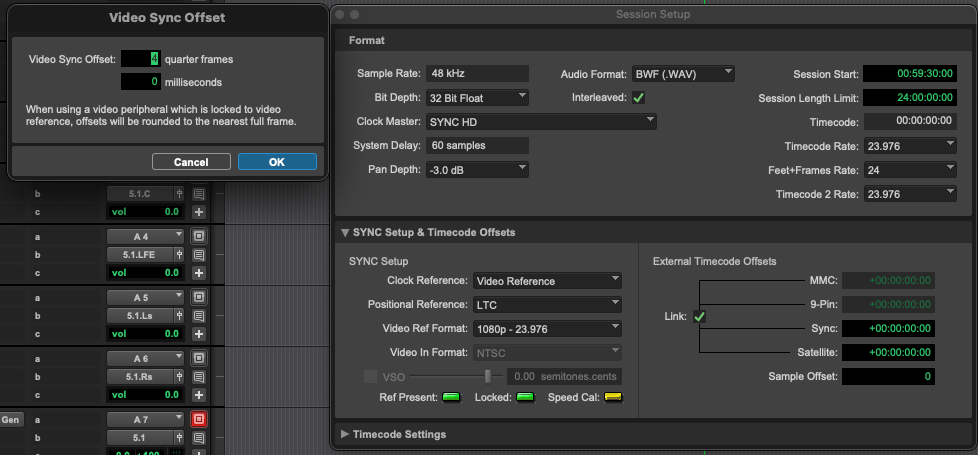 Video Sync Offset
Video Sync Offset: 4 quarter frames
0 milliseconds
When using a video peripheral which is locked to video
reference, offsets will be rounded to the nearest full frame.
Cancel OK
b 5.1.C
c vol 0.0
a A 4
b 5.1.LFE
c vol 0.0
a A 5
b 5.1.Ls
c vol 0.0
a A 6
b 5.1.Rs
c vol 0.0
Gen a A 7
b 5.1
c
Session Setup
Format
Sample Rate: 48 kHz
Bit Depth: 32 Bit Float
Clock Master: SYNC HD
System Delay: 60 samples
Pan Depth: -3.0 dB
Audio Format: BWF (.WAV)
Interleaved:
Session Start: 00:59:30:00
Session Length Limit: 24:00:00:00
Timecode: 00:00:00:00
Timecode Rate: 23.976
Feet+Frames Rate: 24
Timecode 2 Rate: 23.976
SYNC Setup & Timecode Offsets
SYNC Setup
Clock Reference: Video Reference
Positional Reference: LTC
Video Ref Format: 1080p - 23.976
Video In Format: NTSC
VSO 0.00 semitones.cents
Ref Present: Locked: Speed Cal:
External Timecode Offsets
Link:
MMC: +00:00:00:00
9-Pin: +00:00:00:00
Sync: +00:00:00:00
Satellite: +00:00:00:00
Sample Offset: 0
Timecode Settings